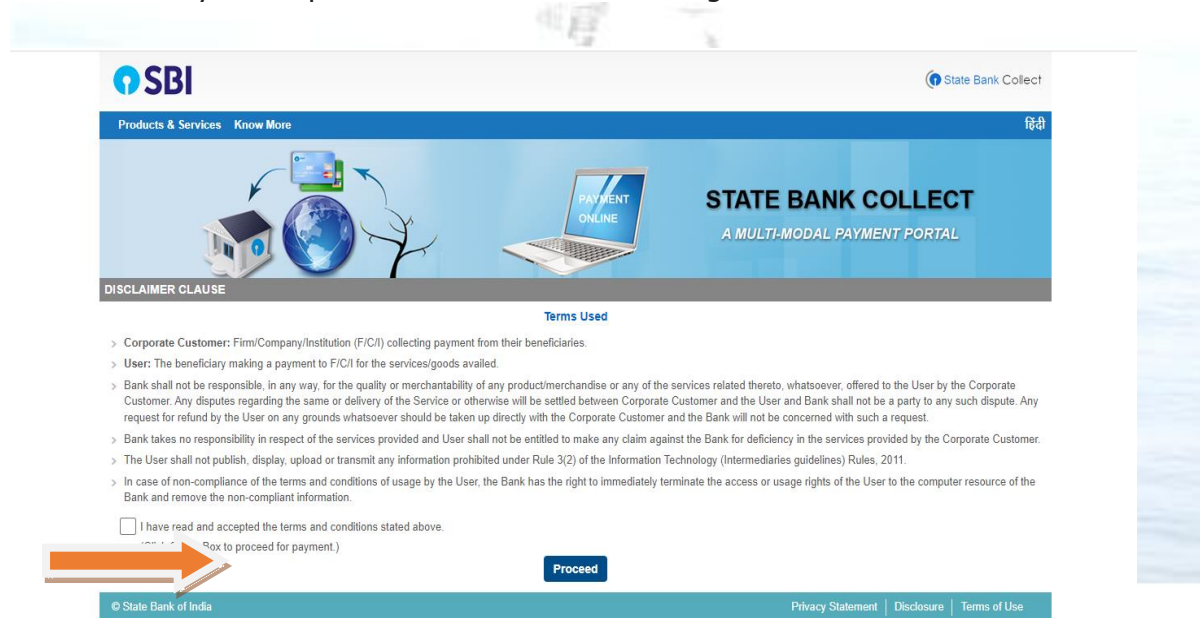 SBI
State Bank Collect
Products & Services Know More हिंदी
PAYMENT
ONLINE
STATE BANK COLLECT
A MULTI-MODAL PAYMENT PORTAL
DISCLAIMER CLAUSE
Terms Used
Corporate Customer: Firm/Company/Institution (F/C/I) collecting payment from their beneficiaries.
User: The beneficiary making a payment to F/C/I for the services/goods availed.
Bank shall not be responsible, in any way, for the quality or merchantability of any product/merchandise or any of the services related thereto, whatsoever, offered to the User by the Corporate
Customer. Any disputes regarding the same or delivery of the Service or otherwise will be settled between Corporate Customer and the User and Bank shall not be a party to any such dispute. Any
request for refund by the User on any grounds whatsoever should be taken up directly with the Corporate Customer and the Bank will not be concerned with such a request.
Bank takes no responsibility in respect of the services provided and User shall not be entitled to make any claim against the Bank for deficiency in the services provided by the Corporate Customer.
The User shall not publish, display, upload or transmit any information prohibited under Rule 3(2) of the Information Technology (Intermediaries guidelines) Rules, 2011.
In case of non-compliance of the terms and conditions of usage by the User, the Bank has the right to immediately terminate the access or usage rights of the User to the computer resource of the
Bank and remove the non-compliant information.
I have read and accepted the terms and conditions stated above.
Box to proceed for payment.)
Proceed
© State Bank of India Privacy Statement | Disclosure | Terms of Use